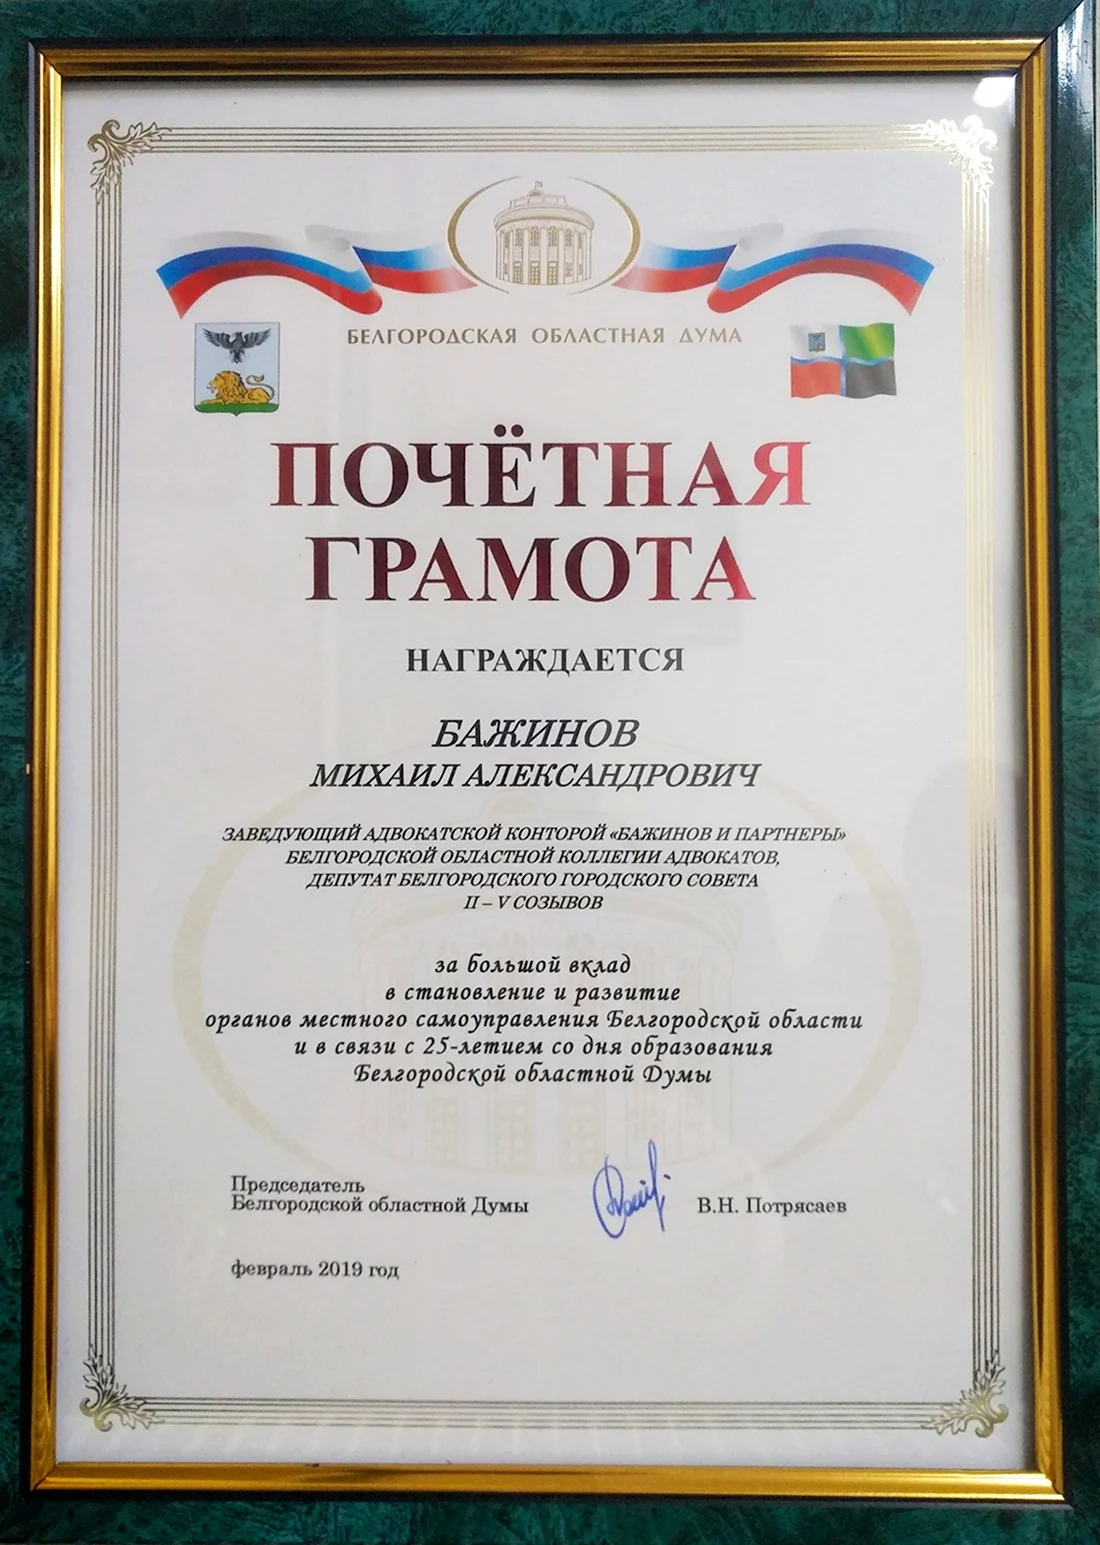 БЕЛГОРОДСКАЯ ОБЛАСТНАЯ ДУМА
ПОЧЁТНАЯ
ГРАМОТА
НАГРАЖДАЕТСЯ
БАЖИНОВ
МИХАИЛ АЛЕКСАНДРОВИЧ
ЗАВЕДУЮЩИЙ АДВОКАТСКОЙ КОНТОРОЙ «БАЖИНОВ И ПАРТНЕРЫ»
БЕЛГОРОДСКОЙ ОБЛАСТНОЙ КОЛЛЕГИИ АДВОКАТОВ,
ДЕПУТАТ БЕЛГОРОДСКОГО ГОРОДСКОГО СОВЕТА
II – V СОЗЫВОВ
за большой вклад
в становление и развитие
органов местного самоуправления Белгородской области
и в связи с 25-летием со дня образования
Белгородской областной Думы
Председатель
Белгородской областной Думы В.Н. Потрясаев
февраль 2019 год